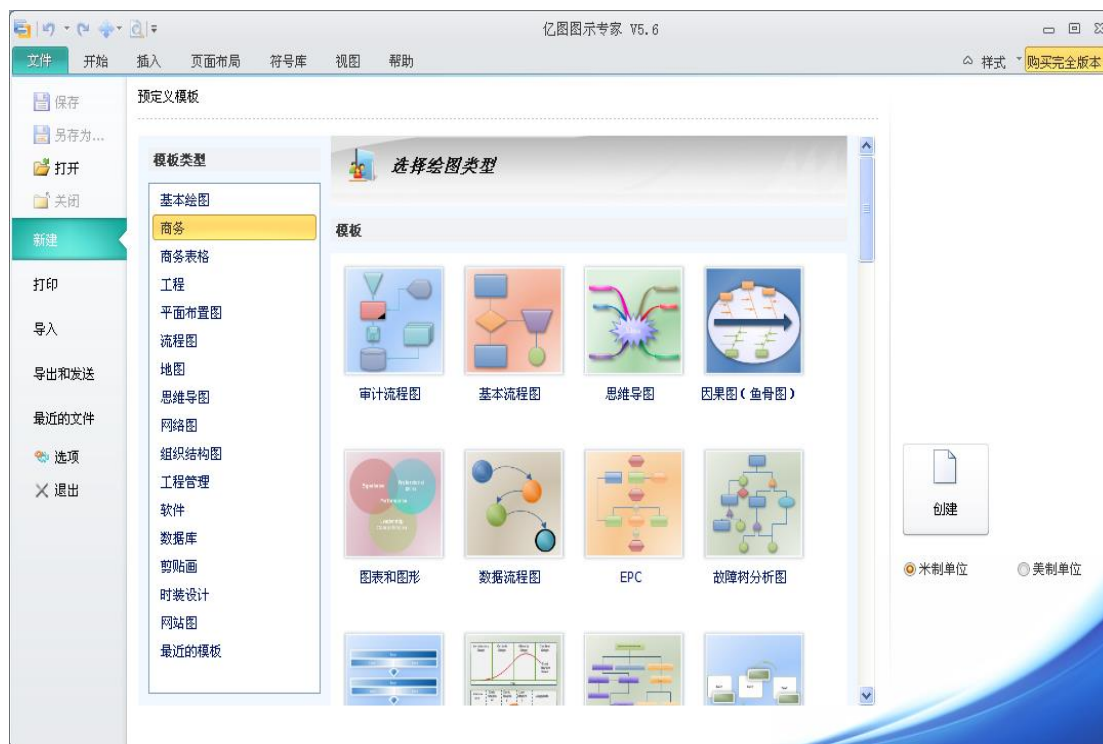 亿图图示专家 V5.6
文件 开始 插入 页面布局 符号库 视图 帮助 样式 购买完全版本
保存
另存为...
打开
关闭
新建
打印
导入
导出和发送
最近的文件
选项
退出
预定义模板
模板类型
基本绘图
商务
商务表格
工程
平面布置图
流程图
地图
思维导图
网络图
组织结构图
工程管理
软件
数据库
剪贴画
时装设计
网站图
最近的模板
选择绘图类型
模板
审计流程图 基本流程图 思维导图 因果图(鱼骨图)
图表和图形 数据流程图 EPC 故障树分析图
创建
米制单位 美制单位